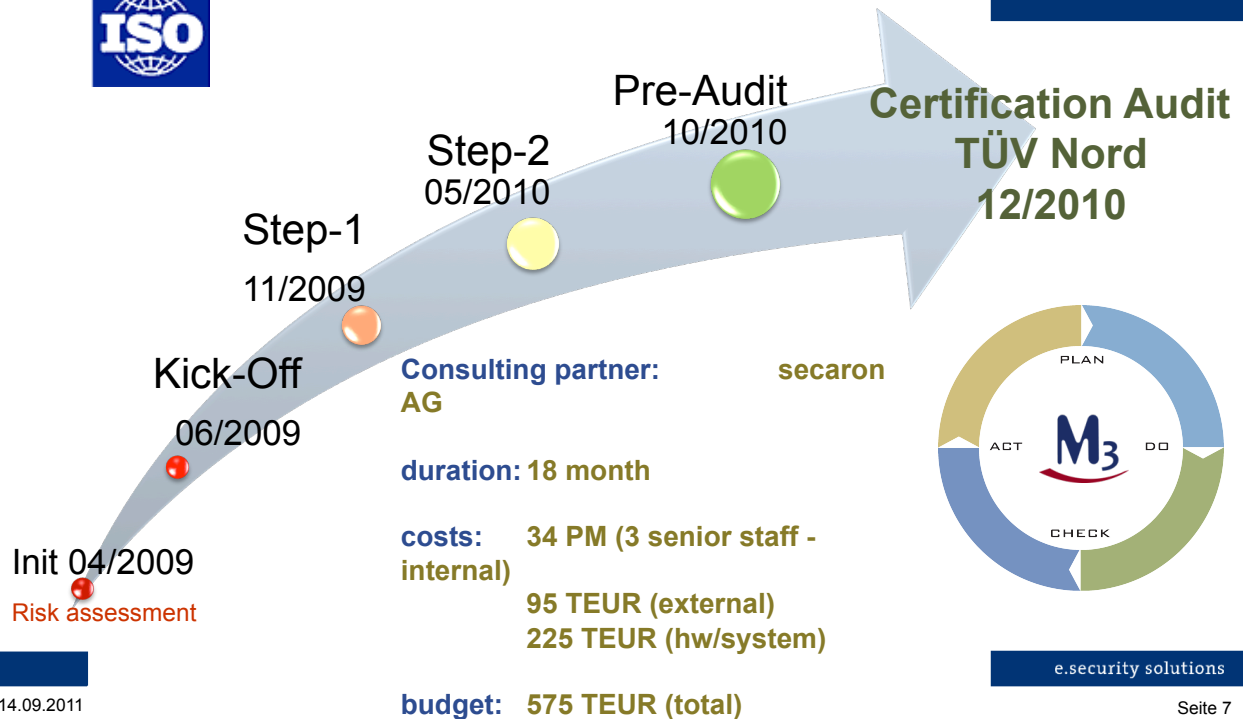 ISO
Pre-Audit
10/2010
Certification Audit
TÜV Nord
12/2010
Step-2
05/2010
Step-1
11/2009
Kick-Off
06/2009
Init 04/2009
Risk assessment
Consulting partner: secaron
AG
duration: 18 month
costs: 34 PM (3 senior staff -
internal)
95 TEUR (external)
225 TEUR (hw/system)
budget: 575 TEUR (total)
PLAN
ACT
M3
DO
CHECK
e.security solutions
14.09.2011
Seite 7